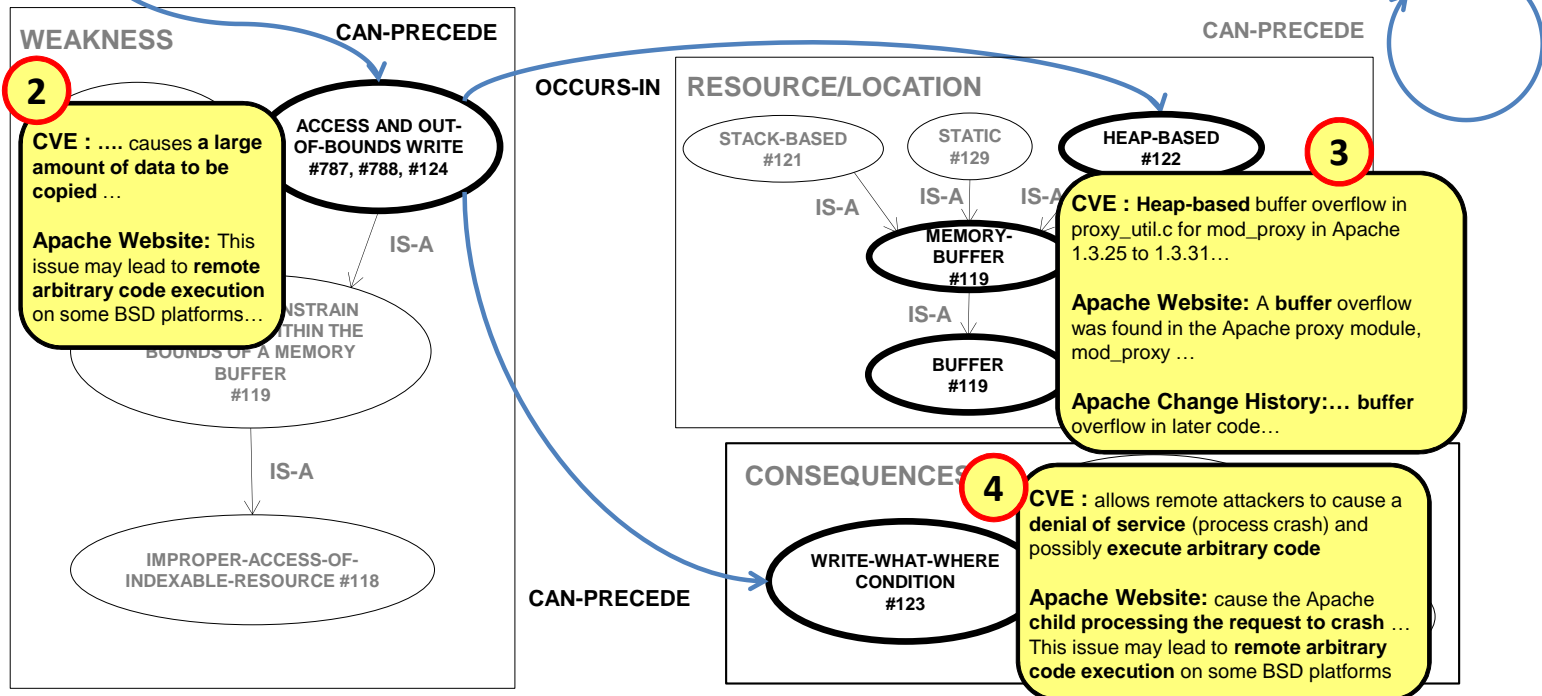 WEAKNESS
CAN-PRECEDE
2
CVE : .... causes a large
amount of data to be
copied …
Apache Website: This
issue may lead to remote
arbitrary code execution
on some BSD platforms…
ACCESS AND OUT-
OF-BOUNDS WRITE
#787, #788, #124
IS-A
NSTRAIN
THIN THE
BOUNDS OF A MEMORY
BUFFER
#119
IS-A
IMPROPER-ACCESS-OF-
INDEXABLE-RESOURCE #118
OCCURS-IN
CAN-PRECEDE
RESOURCE/LOCATION
STACK-BASED
#121
STATIC
#129
HEAP-BASED
#122
IS-A
IS-A
IS-A
MEMORY-
BUFFER
#119
IS-A
BUFFER
#119
3
CVE : Heap-based buffer overflow in
proxy_util.c for mod_proxy in Apache
1.3.25 to 1.3.31…
Apache Website: A buffer overflow
was found in the Apache proxy module,
mod_proxy …
Apache Change History:… buffer
overflow in later code…
CAN-PRECEDE
CONSEQUENCES
WRITE-WHAT-WHERE
CONDITION
#123
4
CVE : allows remote attackers to cause a
denial of service (process crash) and
possibly execute arbitrary code
Apache Website: cause the Apache
child processing the request to crash …
This issue may lead to remote arbitrary
code execution on some BSD platforms